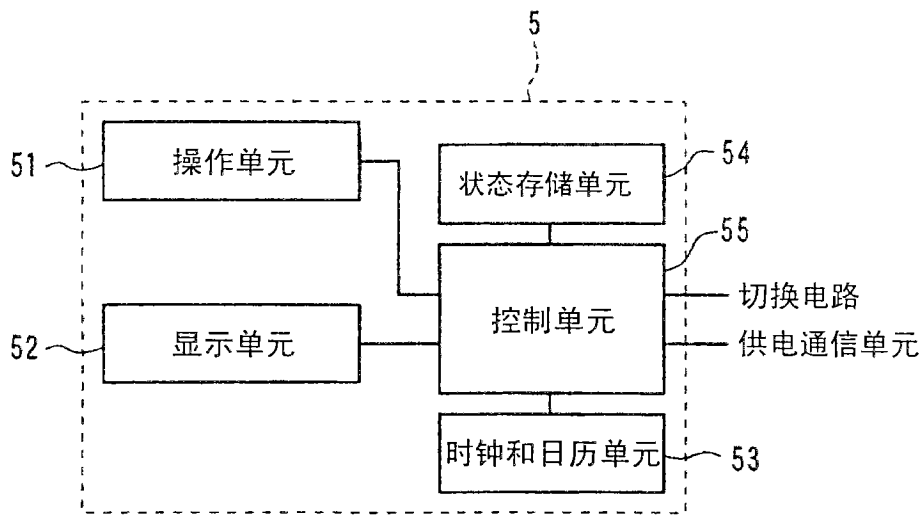 5
51
操作单元
54
状态存储单元
55
切换电路
控制单元
52
显示单元
供电通信单元
时钟和日历单元
53